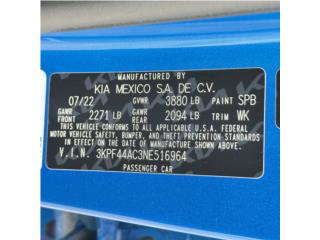 MANUFACTURED BY
KIA MEXICO S.A. DE C.V.
07/22 GVWR 3880 LB PAINT SPB
GAWR FRONT 2271 LB GAWR REAR 2094 LB TRIM WK
THIS VEHICLE CONFORMS TO ALL APPLICABLE U.S.A. FEDERAL
MOTOR VEHICLE SAFETY, BUMPER, AND THEFT PREVENTION STANDARDS
IN EFFECT ON THE DATE OF MANUFACTURE SHOWN ABOVE.
V.I.N. 3KPF44AC3NE516964
PASSENGER CAR